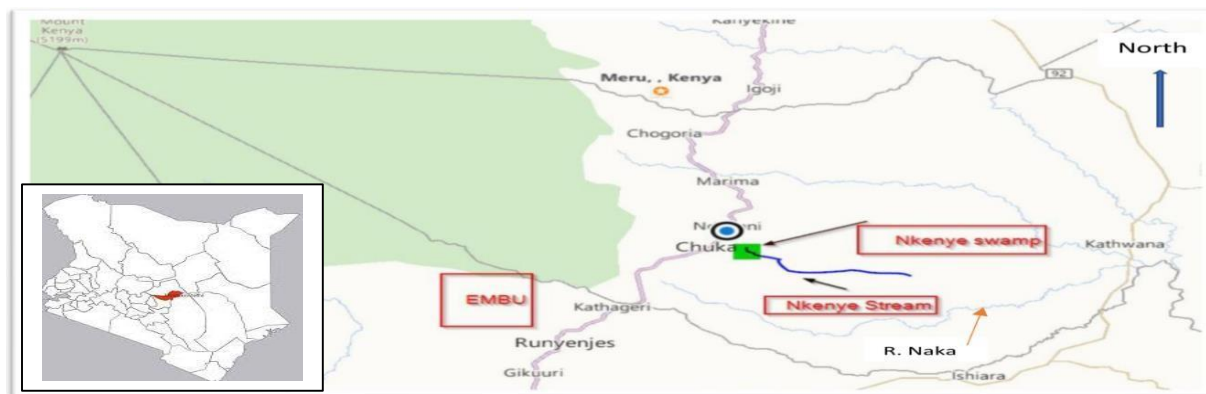 Mount
Kenya
(5199m)
Kanyekine
North
92
Meru, , Kenya
Igoji
Chogoria
Marima
Chuka
Nkenye swamp
Kathwana
EMBU
Nkenye Stream
Kathageri
Runyenjes
R. Naka
Gikuuri
Ishiara